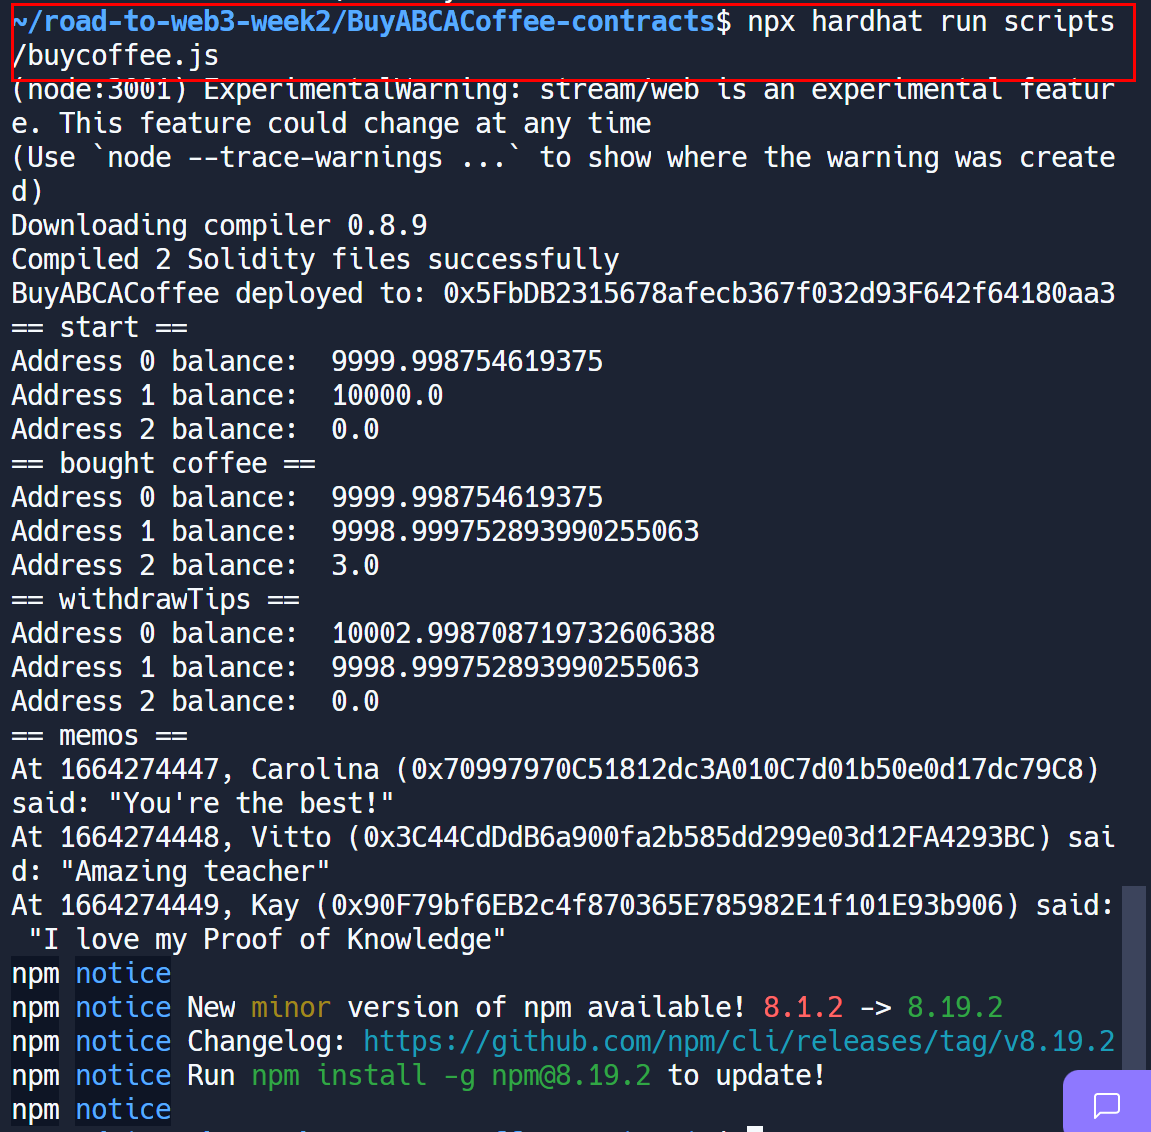 ~/road-to-web3-week2/BuyABCACoffee-contracts$ npx hardhat run scripts
/buycoffee.js
(node:3001) ExperimentalWarning: stream/web is an experimental featur
e. This feature could change at any time
(Use `node --trace-warnings ...` to show where the warning was create
d)
Downloading compiler 0.8.9
Compiled 2 Solidity files successfully
BuyABCACoffee deployed to: 0x5FbDB2315678afecb367f032d93F642f64180aa3
== start ==
Address 0 balance:  9999.998754619375
Address 1 balance:  10000.0
Address 2 balance:  0.0
== bought coffee ==
Address 0 balance:  9999.998754619375
Address 1 balance:  9998.999752893990255063
Address 2 balance:  3.0
== withdrawTips ==
Address 0 balance:  10002.998708719732606388
Address 1 balance:  9998.999752893990255063
Address 2 balance:  0.0
== memos ==
At 1664274447, Carolina (0x70997970C51812dc3A010C7d01b50e0d17dc79C8)
said: "You're the best!"
At 1664274448, Vitto (0x3C44CdDdB6a900fa2b585dd299e03d12FA4293BC) sai
d: "Amazing teacher"
At 1664274449, Kay (0x90F79bf6EB2c4f870365E785982E1f101E93b906) said:
 "I love my Proof of Knowledge"
npm notice
npm notice New minor version of npm available! 8.1.2 -> 8.19.2
npm notice Changelog: https://github.com/npm/cli/releases/tag/v8.19.2
npm notice Run npm install -g npm@8.19.2 to update!
npm notice